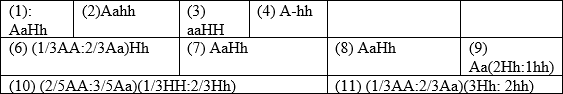 (1):
AaHh
(2)Aahh
(3)
aaHH
(4) A-hh
(6) (1/3AA:2/3Aa)Hh
(7) AaHh
(8) AaHh
(9)
Aa(2Hh:1hh)
(10) (2/5AA:3/5Aa)(1/3HH:2/3Hh)
(11) (1/3AA:2/3Aa)(3Hh: 2hh)